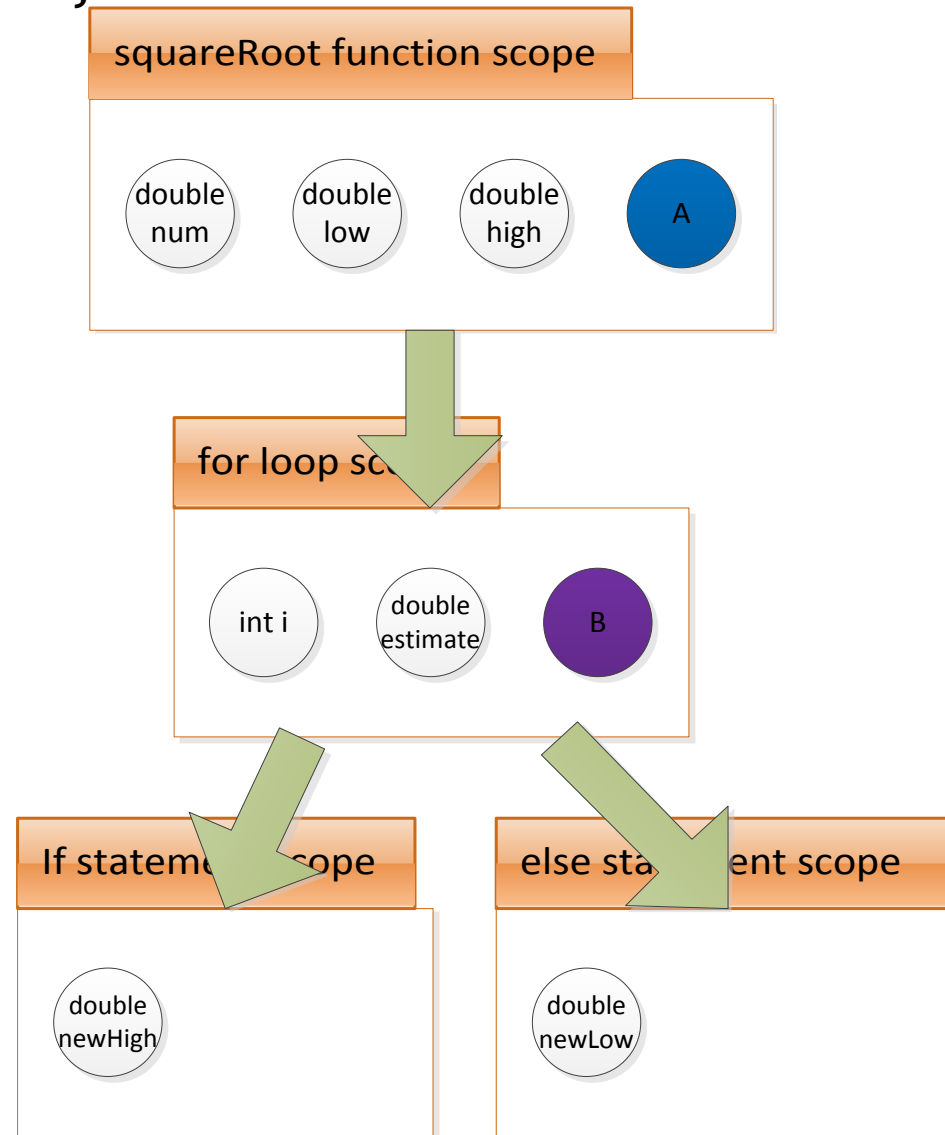 squareRoot function scope
double
num
double
low
double
high
A
for loop sc
int i
double
estimate
B
If stateme cope
else sta ent scope
double
newHigh
double
newLow